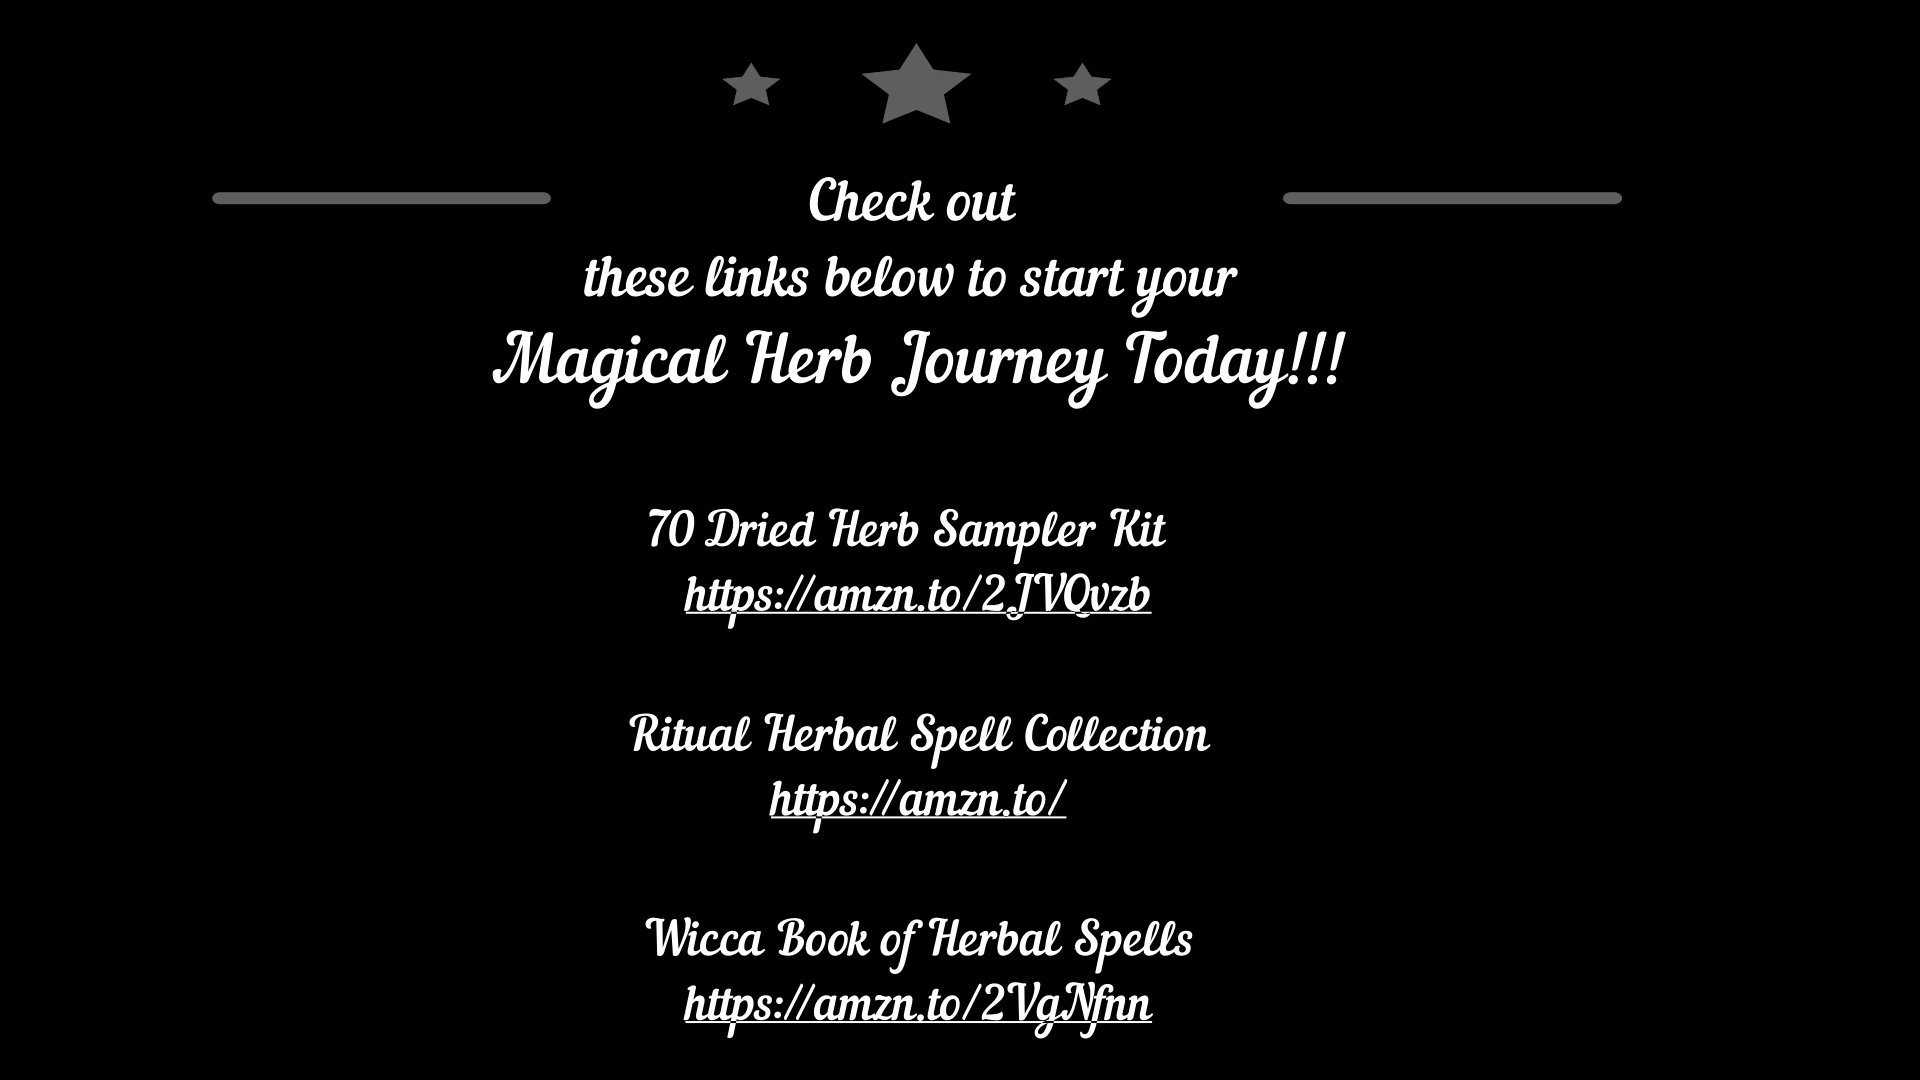 Check out
these links below to start your
Magical Herb Journey Today!!!
70 Dried Herb Sampler Kit
https://amzn.to/2JVQvzb
Ritual Herbal Spell Collection
https://amzn.to/
Wicca Book of Herbal Spells
https://amzn.to/2VgNfnn